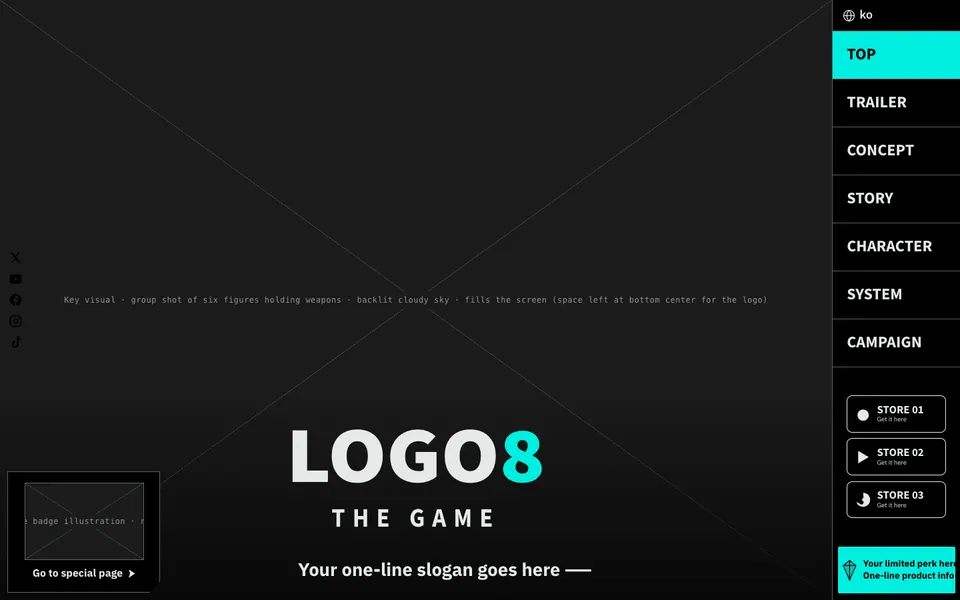 ko
TOP
TRAILER
CONCEPT
STORY
CHARACTER
SYSTEM
CAMPAIGN
STORE 01
Get it here
STORE 02
Get it here
STORE 03
Get it here
Your limited perk here
One-line product info
Key visual · group shot of six figures holding weapons · backlit cloudy sky · fills the screen (space left at bottom center for the logo)
LOGO8
THE GAME
Your one-line slogan goes here ──
badge illustration ·
Go to special page